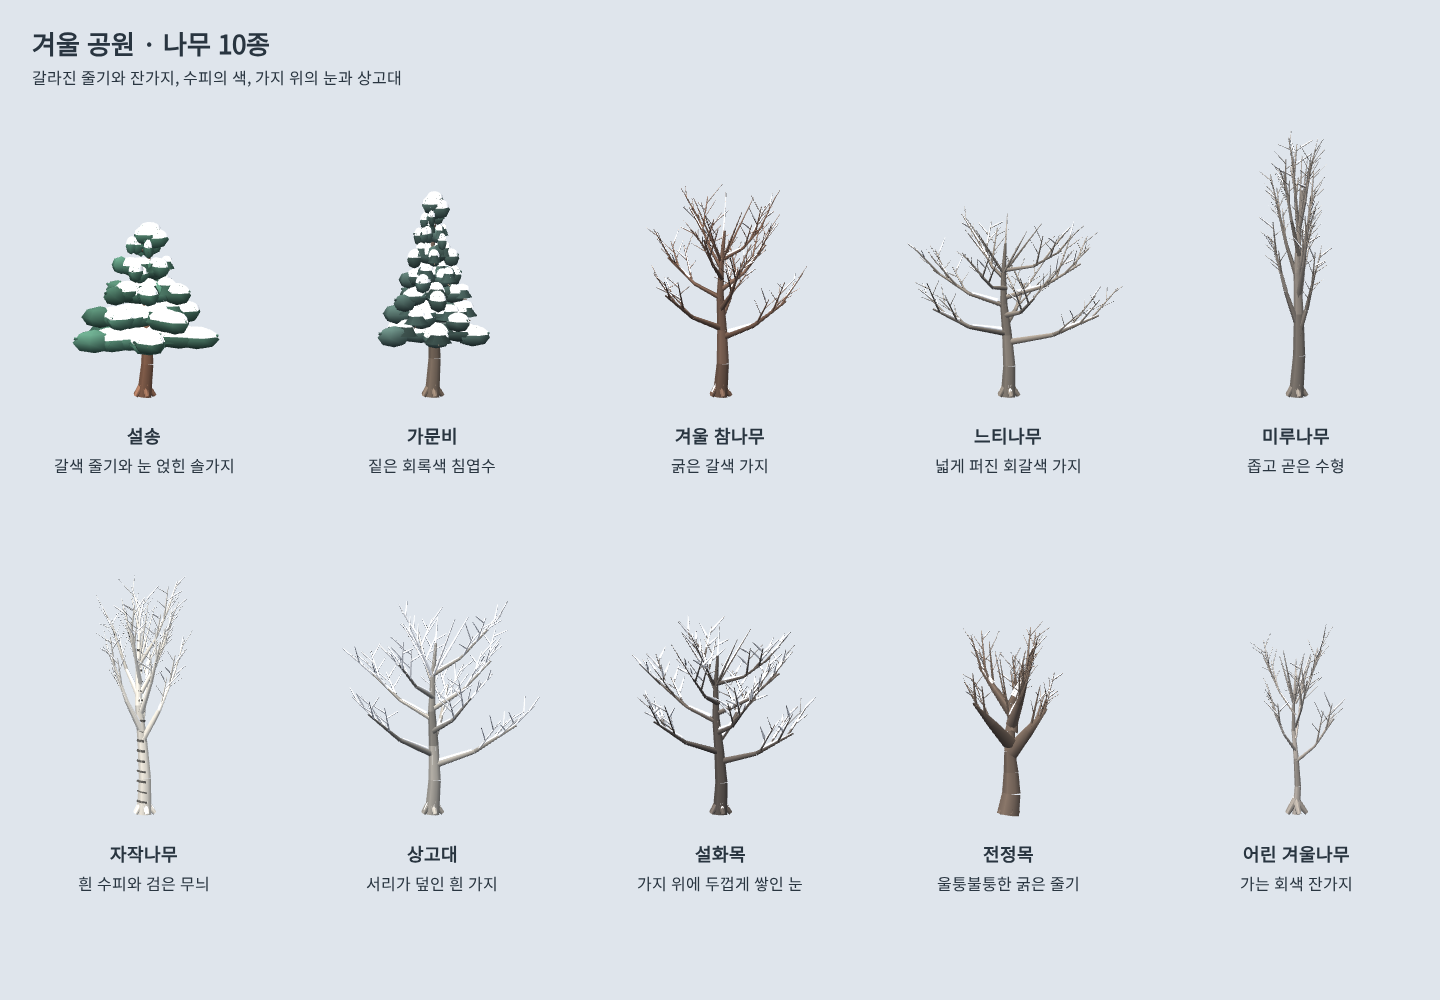 겨울 공원 · 나무 10종
갈라진 줄기와 잔가지, 수피의 색, 가지 위의 눈과 상고대
설송
갈색 줄기와 눈 얹힌 솔가지
가문비
짙은 회록색 침엽수
겨울 참나무
굵은 갈색 가지
느티나무
넓게 퍼진 회갈색 가지
미루나무
좁고 곧은 수형
자작나무
흰 수피와 검은 무늬
상고대
서리가 덮인 흰 가지
설화목
가지 위에 두껍게 쌓인 눈
전정목
울퉁불퉁한 굵은 줄기
어린 겨울나무
가는 회색 잔가지